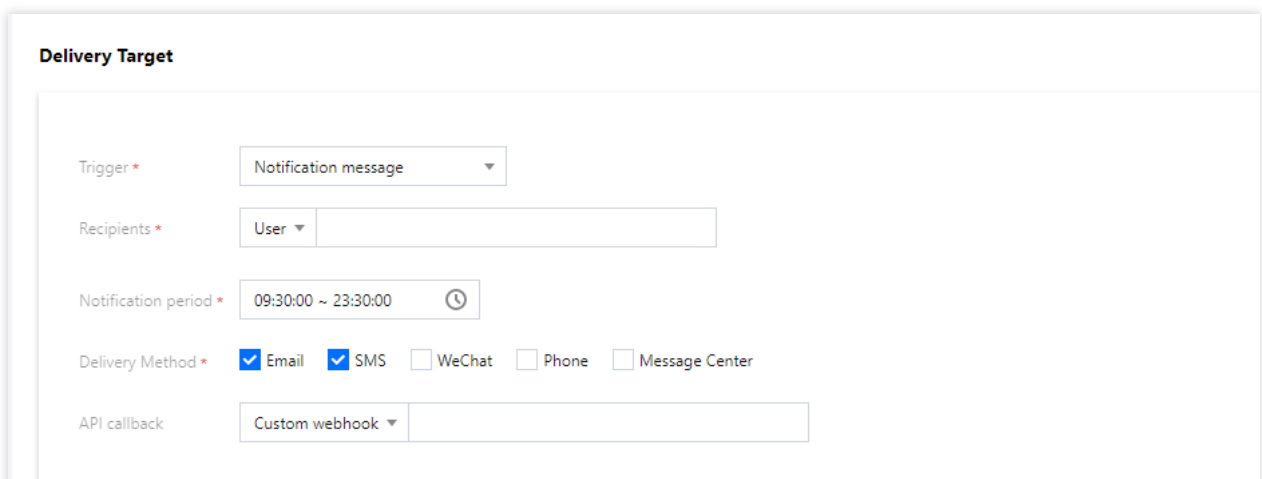 Delivery Target
Trigger * Notification message
Recipients * User
Notification period * 09:30:00 ~ 23:30:00
Delivery Method * Email SMS WeChat Phone Message Center
API callback Custom webhook